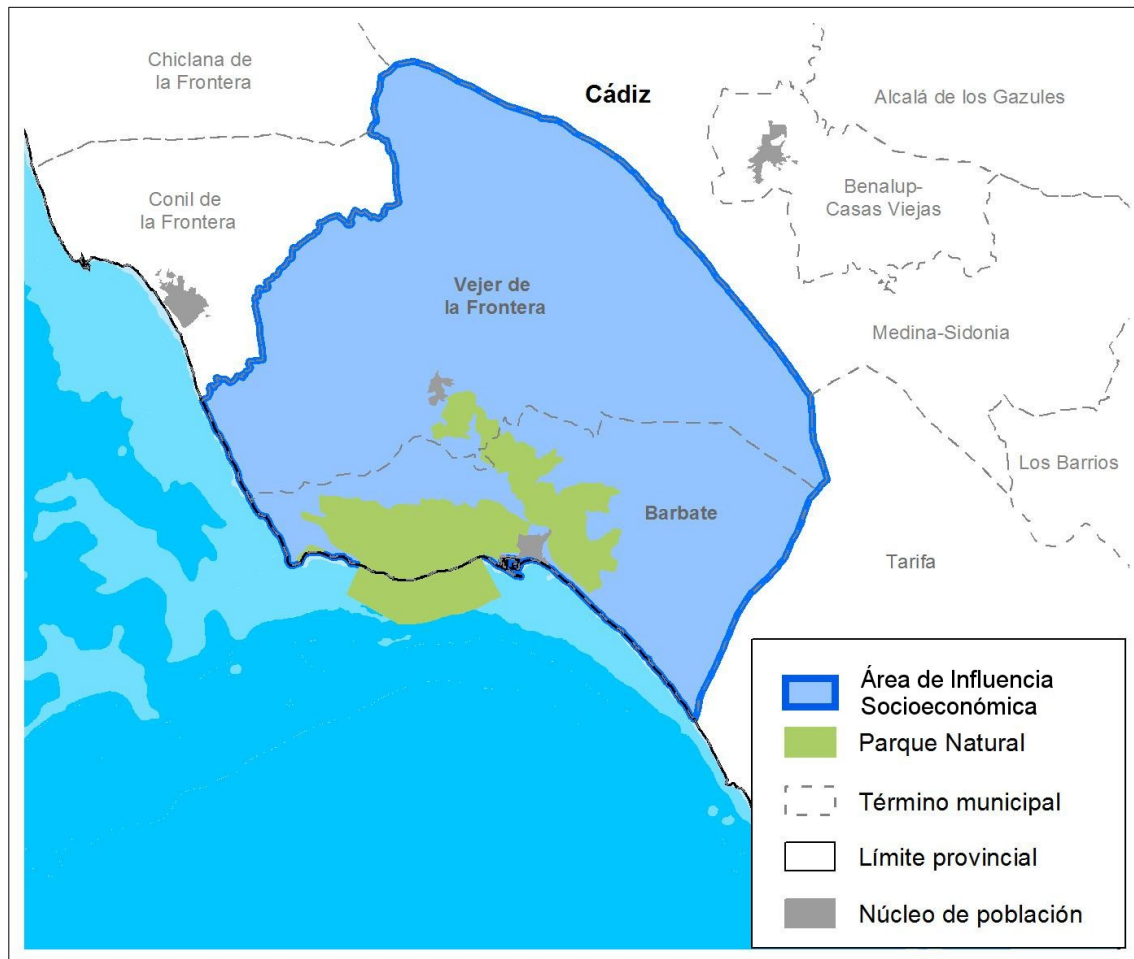 Chiclana de
la Frontera
Cádiz
Alcalá de los Gazules
Conil de
la Frontera
Benalup-
Casas Viejas
Vejer de
la Frontera
Medina-Sidonia
Los Barrios
Barbate
Tarifa
Área de Influencia
Socioeconómica
Parque Natural
Término municipal
Límite provincial
Núcleo de población